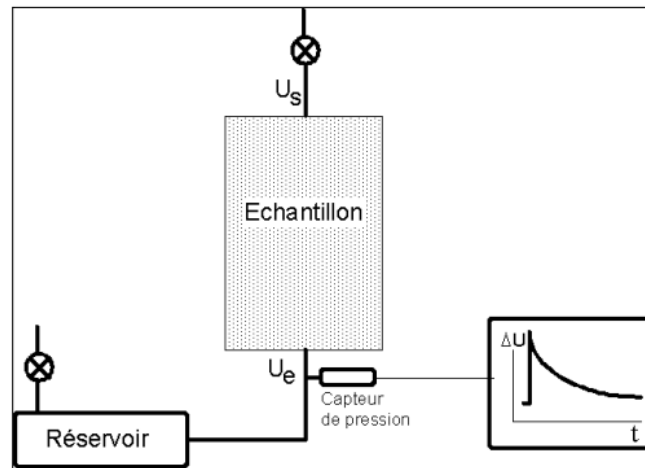 Us
Echantillon
Ue
Capteur
de pression
ΔU
t
Réservoir